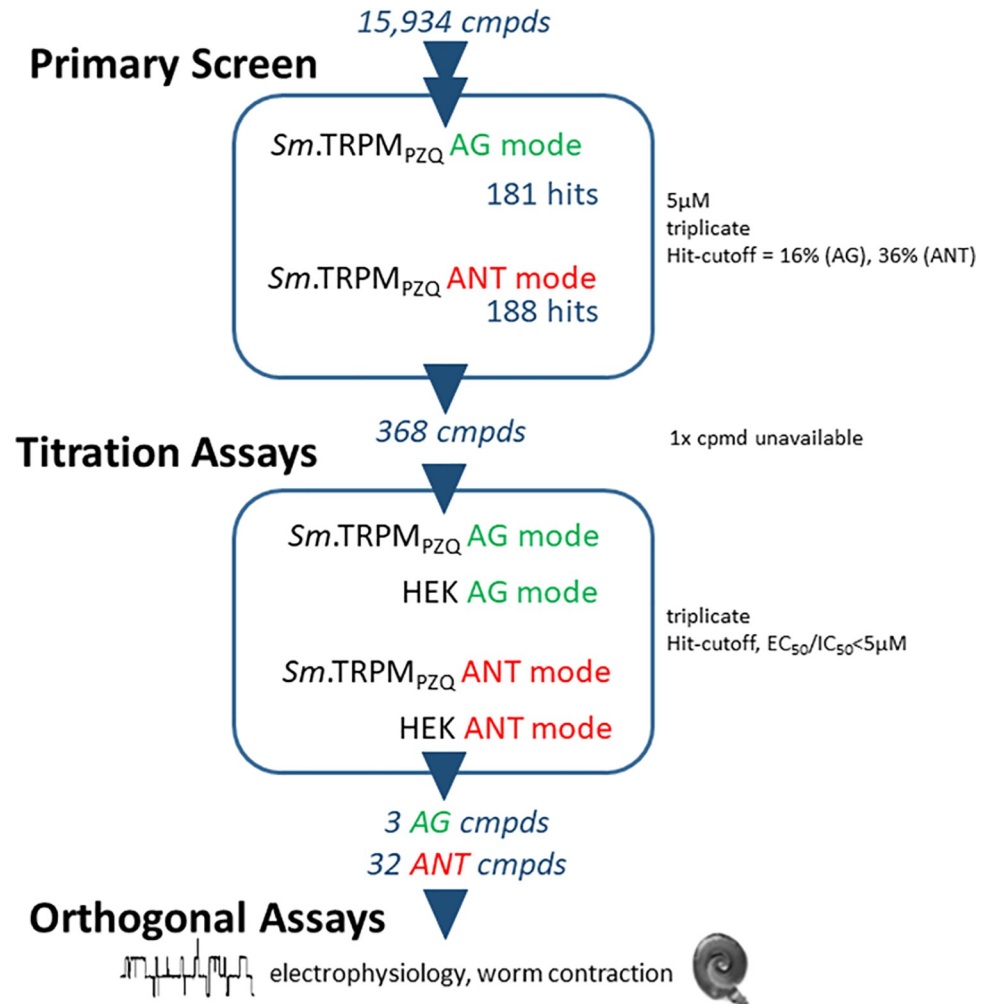 15,934 cmpds
Primary Screen
Sm.TRPMPZQ AG mode
181 hits
Sm.TRPMPZQ ANT mode
188 hits
5µM
triplicate
Hit-cutoff = 16% (AG), 36% (ANT)
368 cmpds
1x cpmd unavailable
Titration Assays
Sm.TRPMPZQ AG mode
HEK AG mode
Sm.TRPMPZQ ANT mode
HEK ANT mode
triplicate
Hit-cutoff, EC50/IC50<5µM
3 AG cmpds
32 ANT cmpds
Orthogonal Assays
electrophysiology, worm contraction